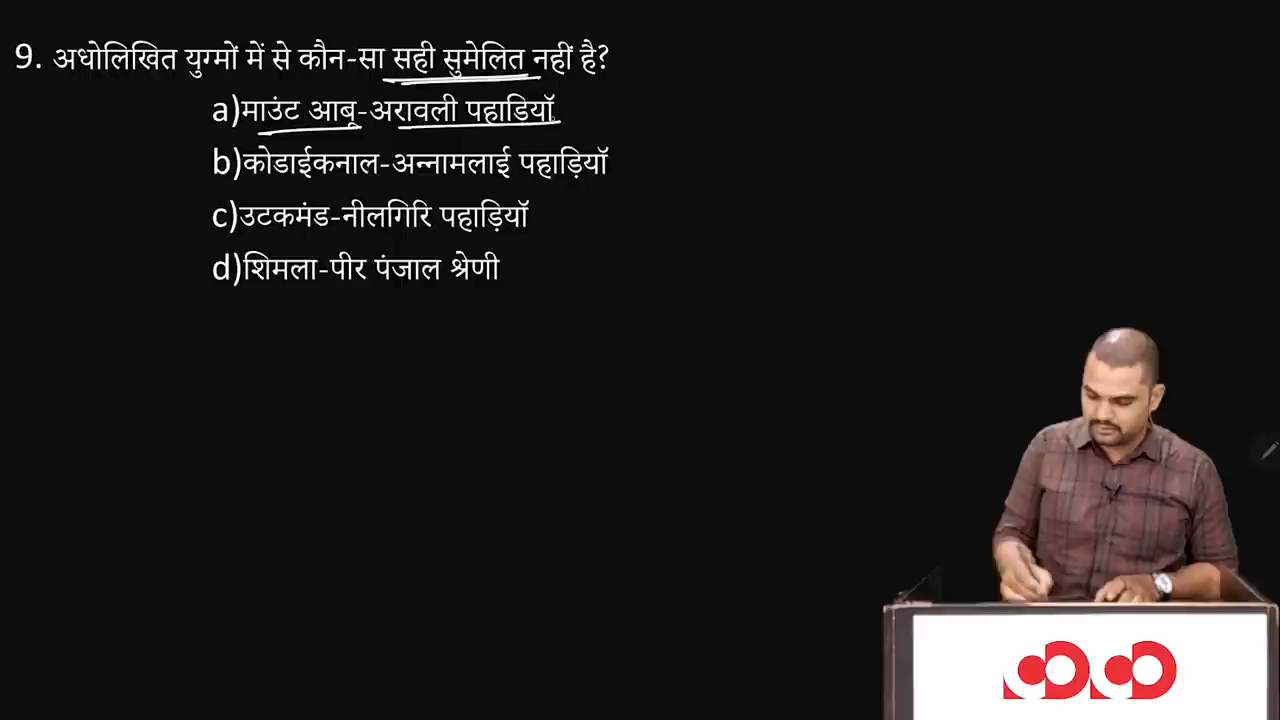 9. अधोलिखित युग्मों में से कौन-सा सही सुमेलित नहीं है?
a)माउंट आबू-अरावली पहाडियॉ
b)कोडाईकनाल-अन्नामलाई पहाड़ियॉ
c)उटकमंड-नीलगिरि पहाड़ियॉ
d)शिमला-पीर पंजाल श्रेणी